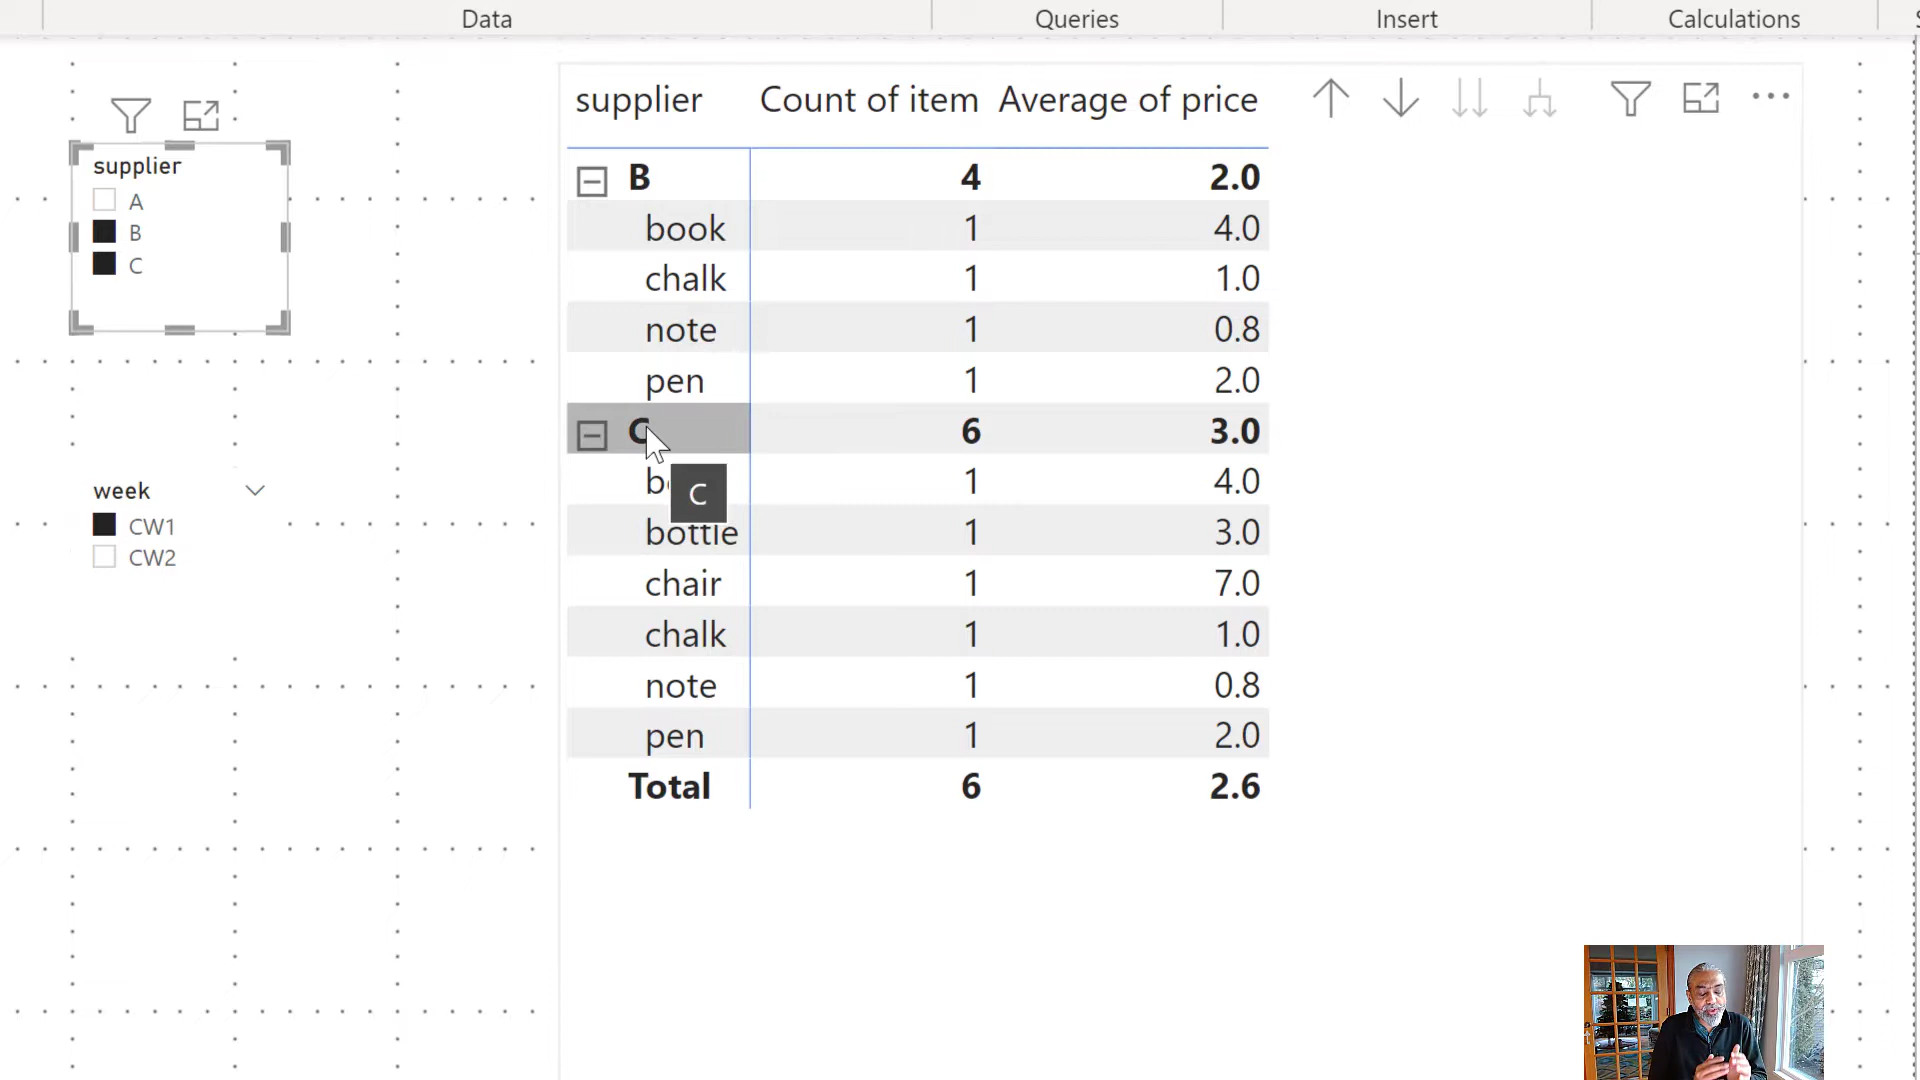 Data Queries Insert Calculations
supplier
A
B
C
week
CW1
CW2
supplier Count of item Average of price
B 4 2.0
book 1 4.0
chalk 1 1.0
note 1 0.8
pen 1 2.0
C 6 3.0
1 4.0
C
bottle 1 3.0
chair 1 7.0
chalk 1 1.0
note 1 0.8
pen 1 2.0
Total 6 2.6